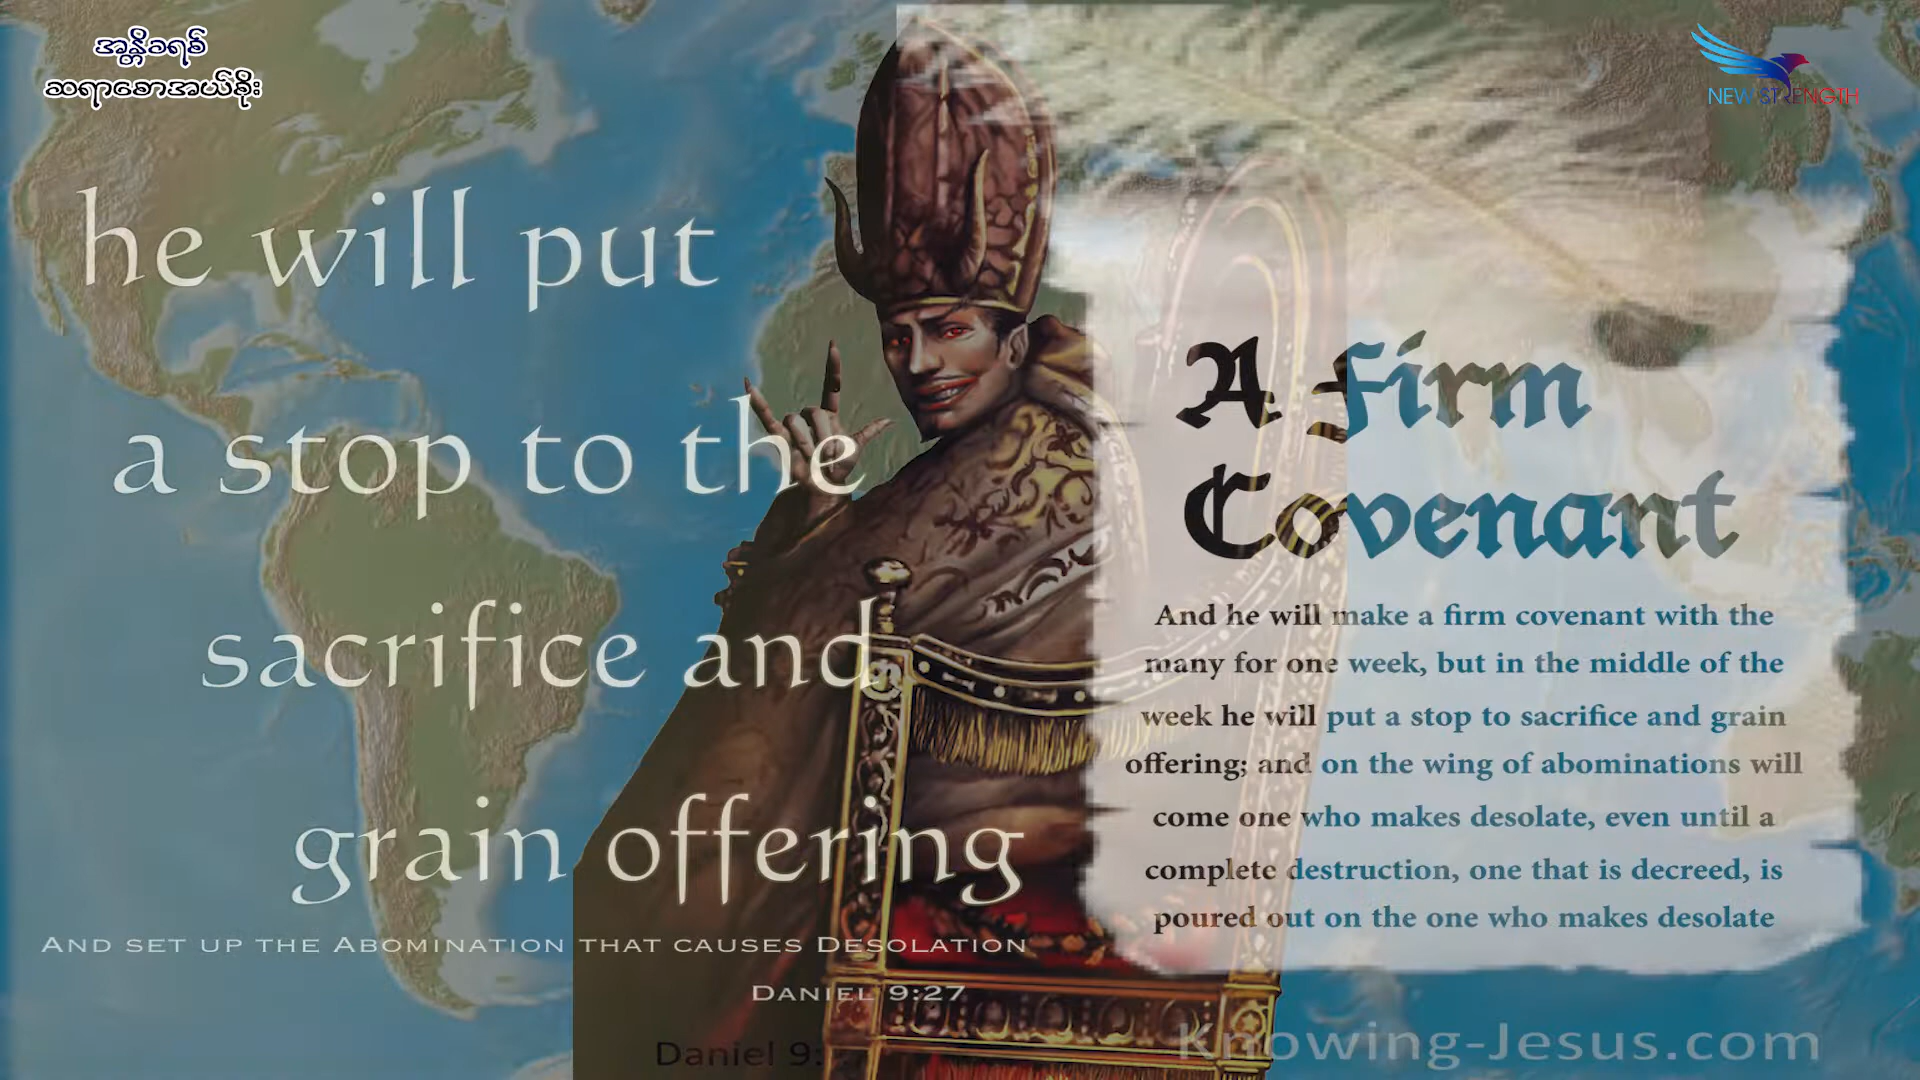 အန္တိခရစ်
ဆရာစောအယ်စိုး
NEW STRENGTH
he will put
a stop to the
sacrifice and
grain offering
AND SET UP THE ABOMINATION THAT CAUSES DESOLATION
DANIEL 9:27
Daniel 9:
A Firm
Covenant
And he will make a firm covenant with the
many for one week, but in the middle of the
week he will put a stop to sacrifice and grain
offering; and on the wing of abominations will
come one who makes desolate, even until a
complete destruction, one that is decreed, is
poured out on the one who makes desolate
Knowing-Jesus.com